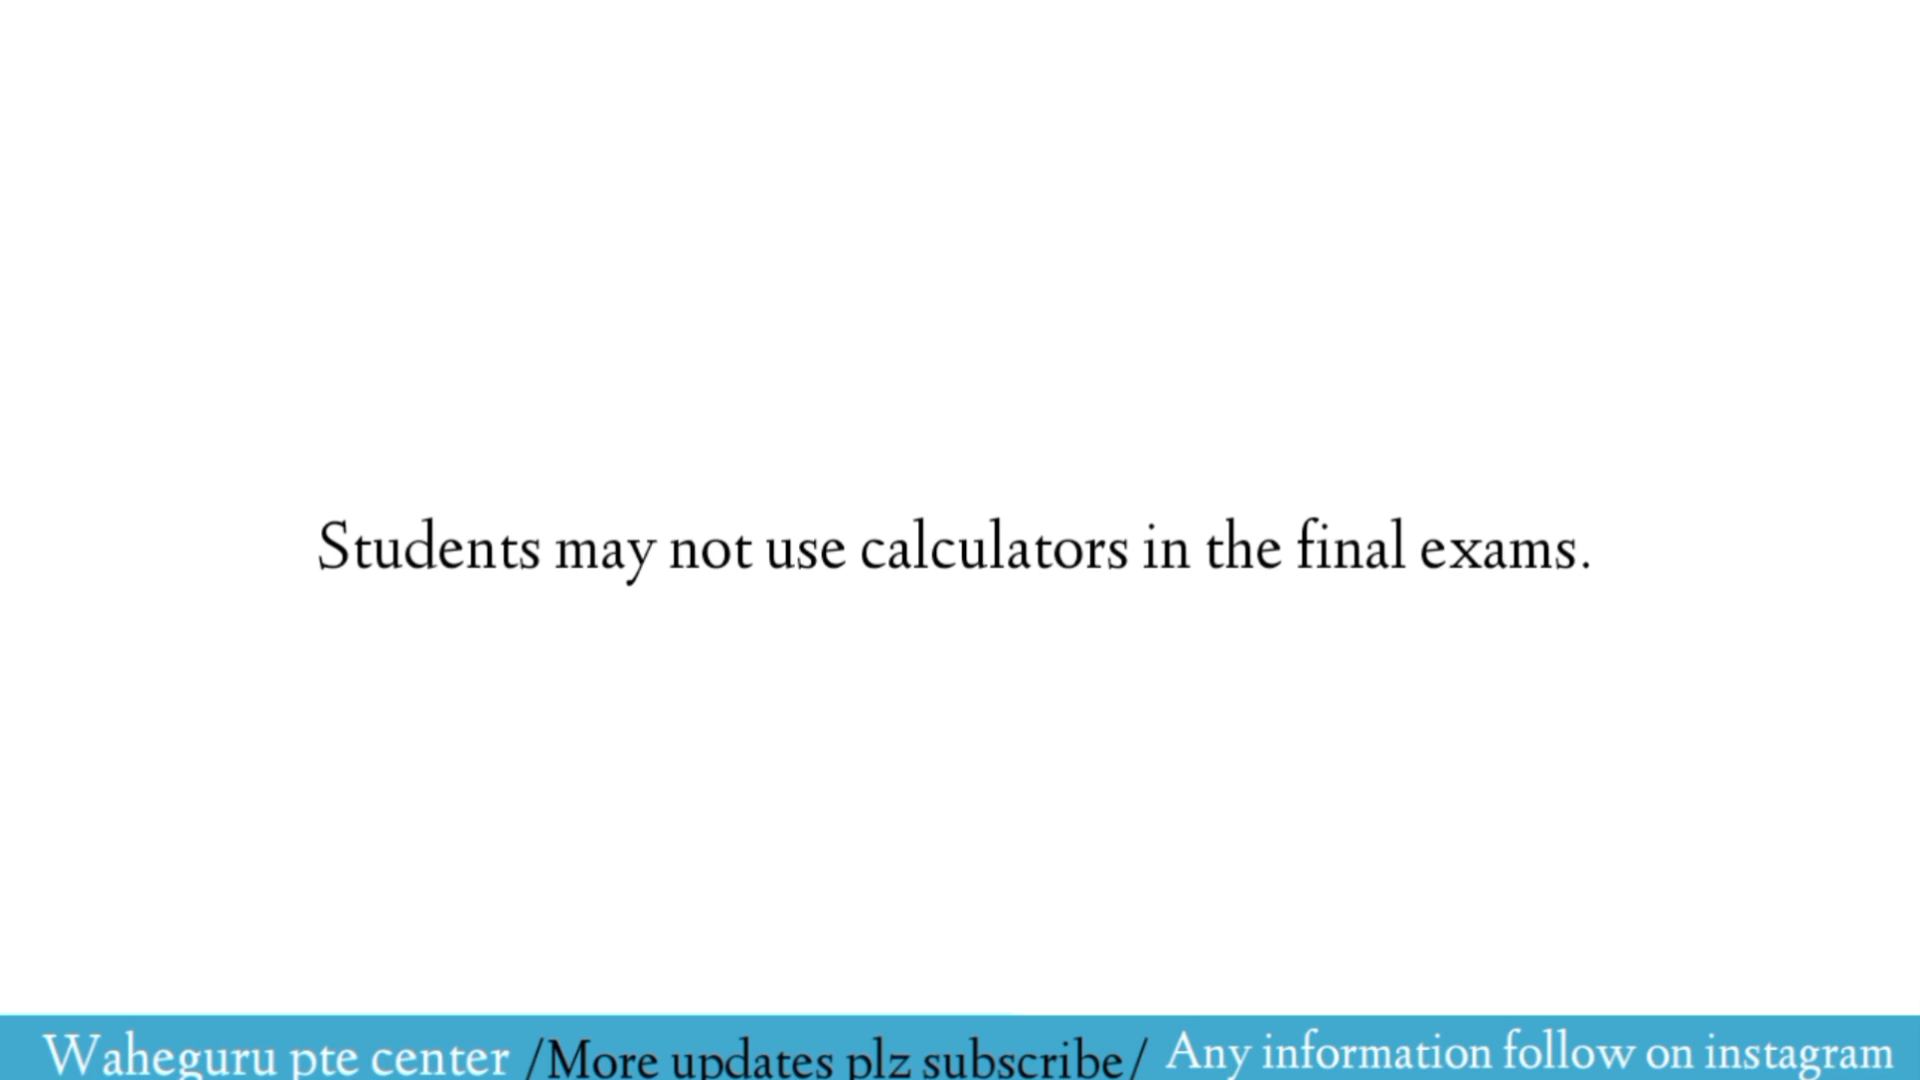 Students may not use calculators in the final exams.
Waheguru pte center /More updates plz subscribe/ Any information follow on instagram